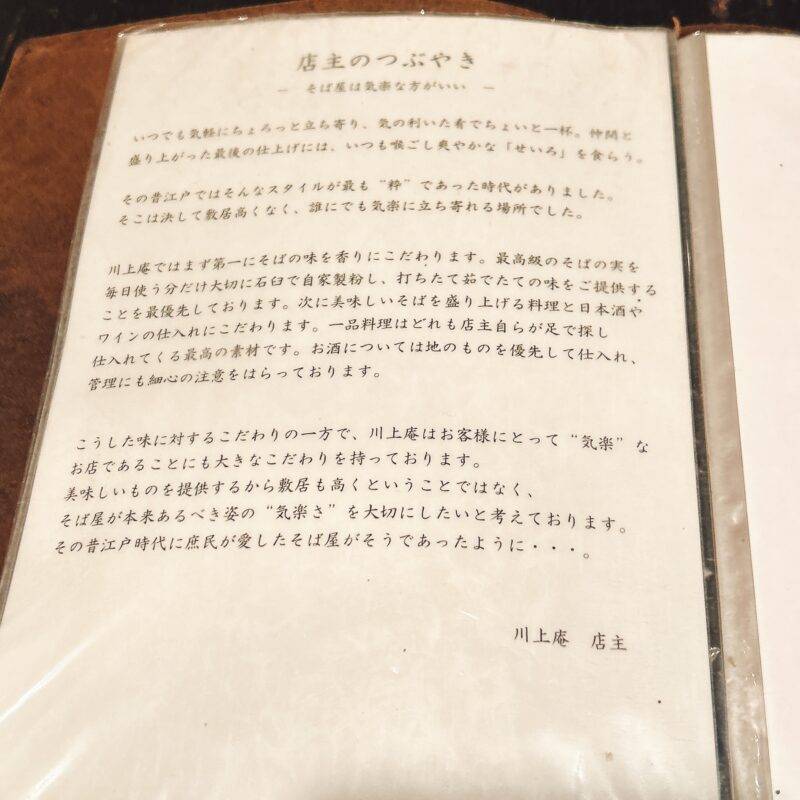 店主のつぶやき
― そば屋は気楽な方がいい ―
いつでも気軽にちょろっと立ち寄り、気の利いた肴でちょいと一杯。仲間と
盛り上がった最後の仕上げには、いつも喉ごし爽やかな「せいろ」を食らう。
その昔江戸ではそんなスタイルが最も“粋”であった時代がありました。
そこは決して敷居高くなく、誰にでも気楽に立ち寄れる場所でした。
川上庵ではまず第一にそばの味を香りにこだわります。最高級のそばの実を
毎日使う分だけ大切に石臼で自家製粉し、打ちたて茹でたての味をご提供する
ことを最優先しております。次に美味しいそばを盛り上げる料理と日本酒や
ワインの仕入れにこだわります。一品料理はどれも店主自らが足で探し
仕入れてくる最高の素材です。お酒については地のものを優先して仕入れ、
管理にも細心の注意をはらっております。
こうした味に対するこだわりの一方で、川上庵はお客様にとって“気楽”な
お店であることにも大きなこだわりを持っております。
美味しいものを提供するから敷居も高くということではなく、
そば屋が本来あるべき姿の“気楽さ”を大切にしたいと考えております。
その昔江戸時代に庶民が愛したそば屋がそうであったように・・・。
川上庵 店主